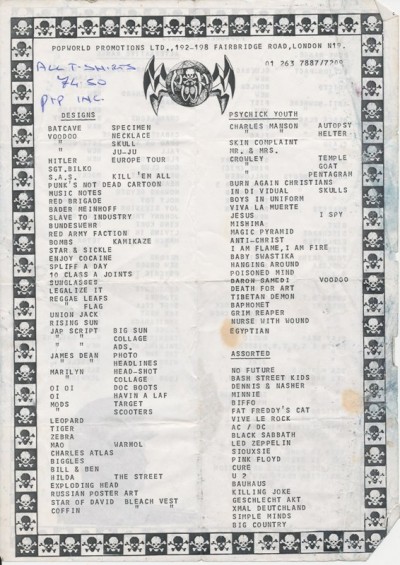 POPWORLD PROMOTIONS LTD,,192-198 FAIRBRIDGE ROAD,LONDON N19.
ALL T-SHIRTS
£4.50
PtP INC.
01 263 7887/7289
DESIGNS
BATCAVE SPECIMEN
VOODOO NECKLACE
" SKULL
" JU-JU
HITLER EUROPE TOUR
SGT.BILKO
S.A.S. KILL 'EM ALL
PUNK'S NOT DEAD CARTOON
MUSIC NOTES
RED BRIGADE
BADER MEINHOFF
SLAVE TO INDUSTRY
BUNDESWEHR
RED ARMY FACTION
BOMBS KAMIKAZE
STAR & SICKLE
ENJOY COCAINE
SPLIFF A DAY
10 CLASS A JOINTS
SUNGLASSES
LEGALIZE IT
REGGAE LEAFS
" FLAG
UNION JACK
RISING SUN
JAP SCRIPT BIG SUN
" " COLLAGE
" " ADS.
JAMES DEAN PHOTO
" " HEADLINES
MARILYN HEAD-SHOT
" COLLAGE
OI OI DOC BOOTS
OI HAVIN A LAF
MODS TARGET
" SCOOTERS
LEOPARD
TIGER
ZEBRA
MAO WARHOL
CHARLES ATLAS
BIGGLES
BILL & BEN
HILDA THE STREET
EXPLODING HEAD
RUSSIAN POSTER ART
STAR OF DAVID BLEACH VEST
COFFIN " "
PSYCHICK YOUTH
CHARLES MANSON AUTOPSY
" " HELTER
SKIN COMPLAINT
MR. & MRS.
CROWLEY TEMPLE
" GOAT
" PENTAGRAH
BURN AGAIN CHRISTIANS
IN DI VIDUAL SKULLS
BOYS IN UNIFORM
VIVA LA MUERTE
JESUS I SPY
MISHIMA
MAGIC PYRAMID
ANTI-CHRIST
I AM FLAME,I AM FIRE
BABY SWASTIKA
HANGING AROUND
POISONED MIND
BARON SAMEDI VOODOO
DEATH FOR ART
TIBETAN DEMON
BAPHOMET
GRIM REAPER
NURSE WITH WOUND
EGYPTIAN
ASSORTED
NO FUTURE
BASH STREET KIDS
DENNIS & NASHER
MINNIE
BIFFO
FAT FREDDY'S CAT
VIVE LE ROCK
AC / DC
BLACK SABBATH
LED ZEPPELIN
SIOUXSIE
PINK FLOYD
CURE
U 2
BAUHAUS
KILLING JOKE
GESCHLECHT AKT
XMAL DEUTCHLAND
SIMPLE MINDS
BIG COUNTRY